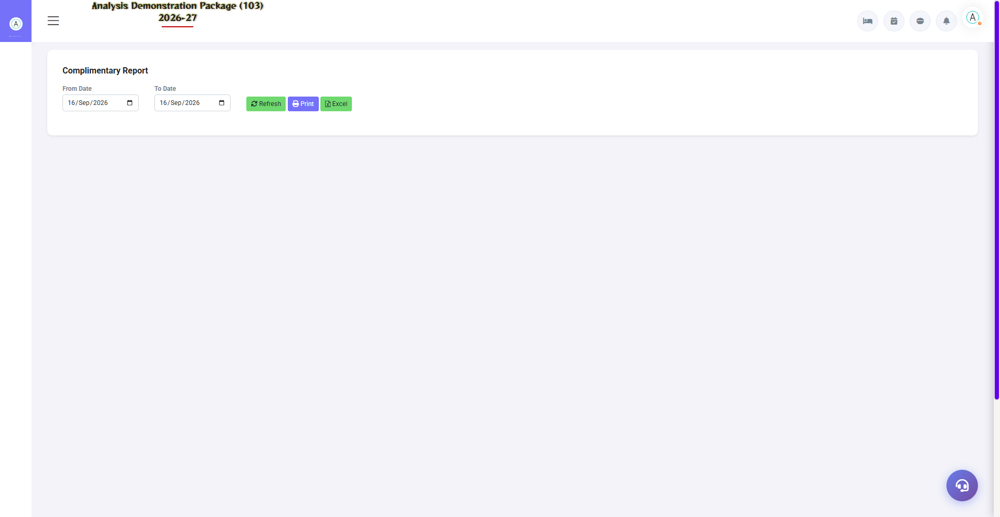 Analysis Demonstration Package (103)
2026-27
A
A
Complimentary Report
From Date
To Date
16/Sep/2026
16/Sep/2026
Refresh
Print
Excel